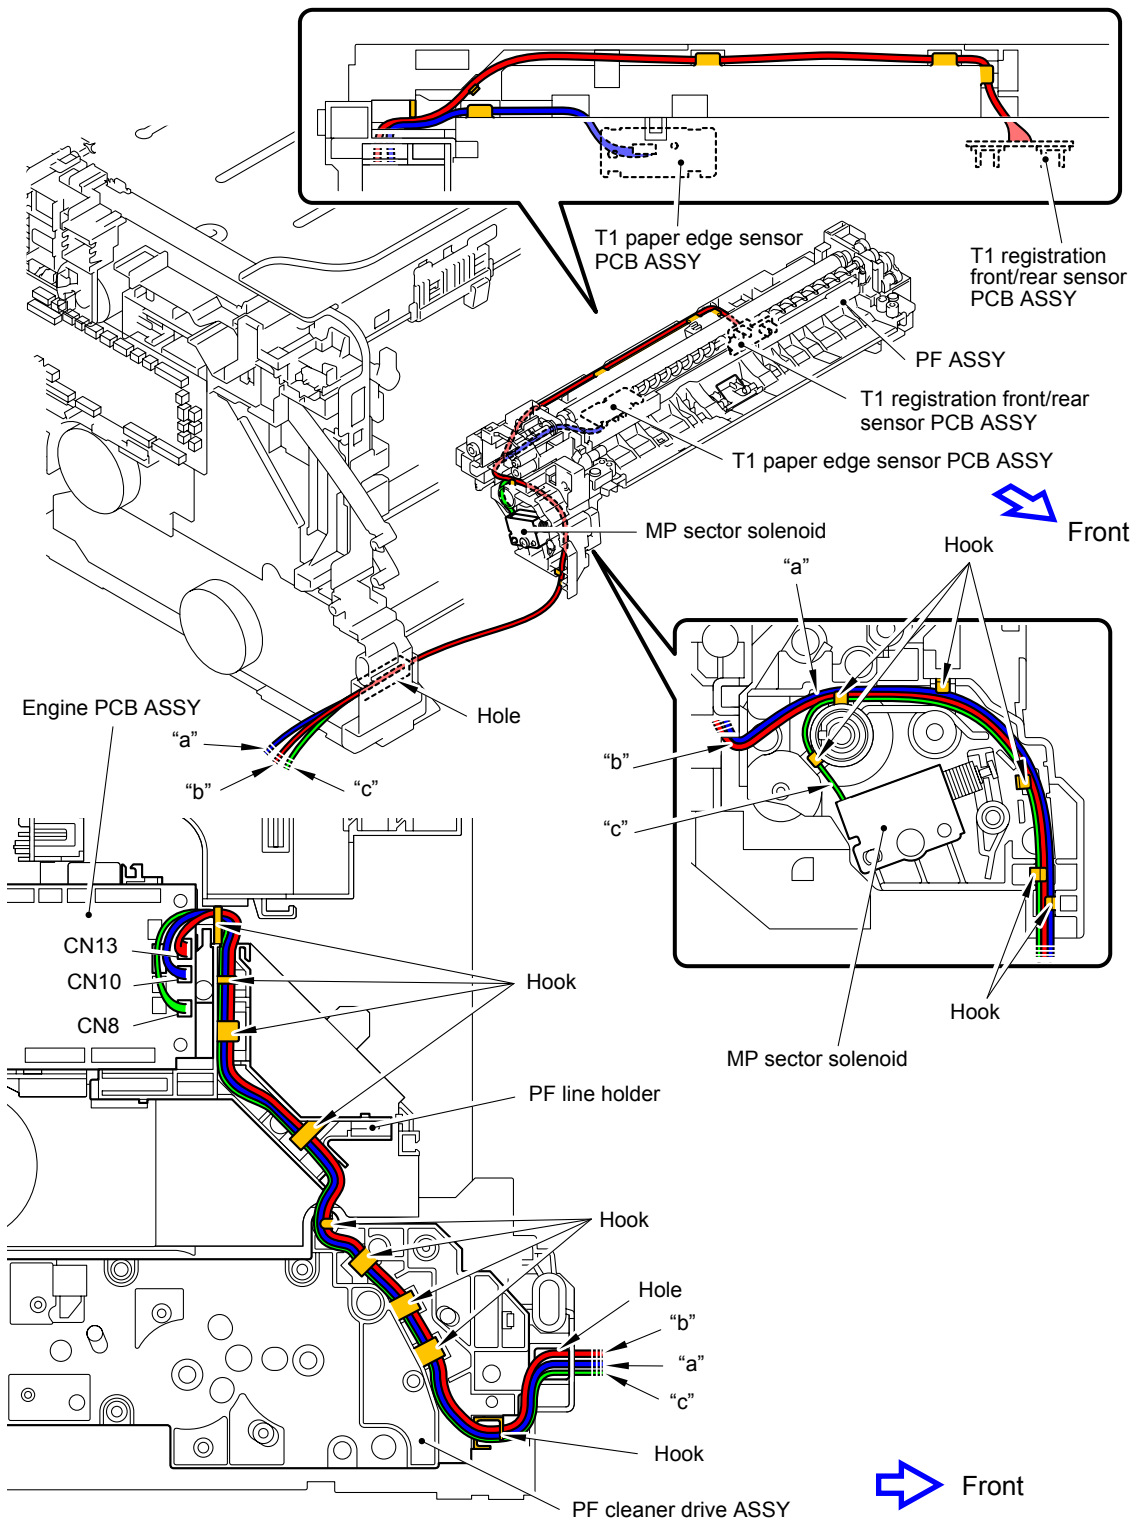 T1 paper edge sensor
PCB ASSY
T1 registration
front/rear sensor
PCB ASSY
PF ASSY
T1 registration front/rear
sensor PCB ASSY
T1 paper edge sensor PCB ASSY
MP sector solenoid
Front
Hook
“a”
Hole
Engine PCB ASSY
“a”
“b”
“c”
“b”
“c”
CN13
CN10
CN8
Hook
Hook
MP sector solenoid
PF line holder
Hook
Hole
“b”
“a”
“c”
Hook
Front
PF cleaner drive ASSY